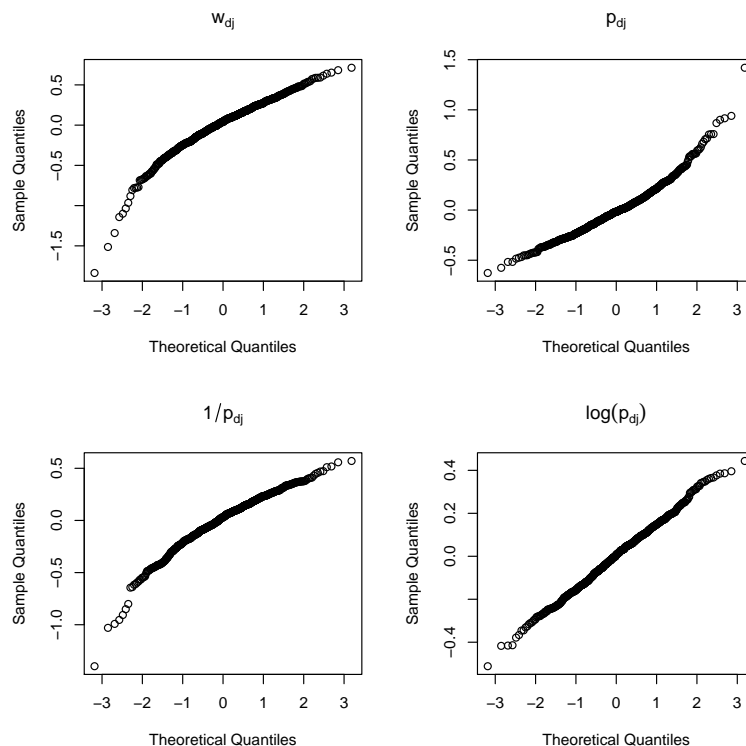 w_dj
p_dj
Sample Quantiles
−1.5 −0.5 0.0 0.5
−3 −2 −1 0 1 2 3
Theoretical Quantiles
Sample Quantiles
−0.5 0.0 0.5 1.0 1.5
−3 −2 −1 0 1 2 3
Theoretical Quantiles
1/p_dj
log(p_dj)
Sample Quantiles
−1.0 −0.5 0.0 0.5
−3 −2 −1 0 1 2 3
Theoretical Quantiles
Sample Quantiles
−0.4 0.0 0.2 0.4
−3 −2 −1 0 1 2 3
Theoretical Quantiles